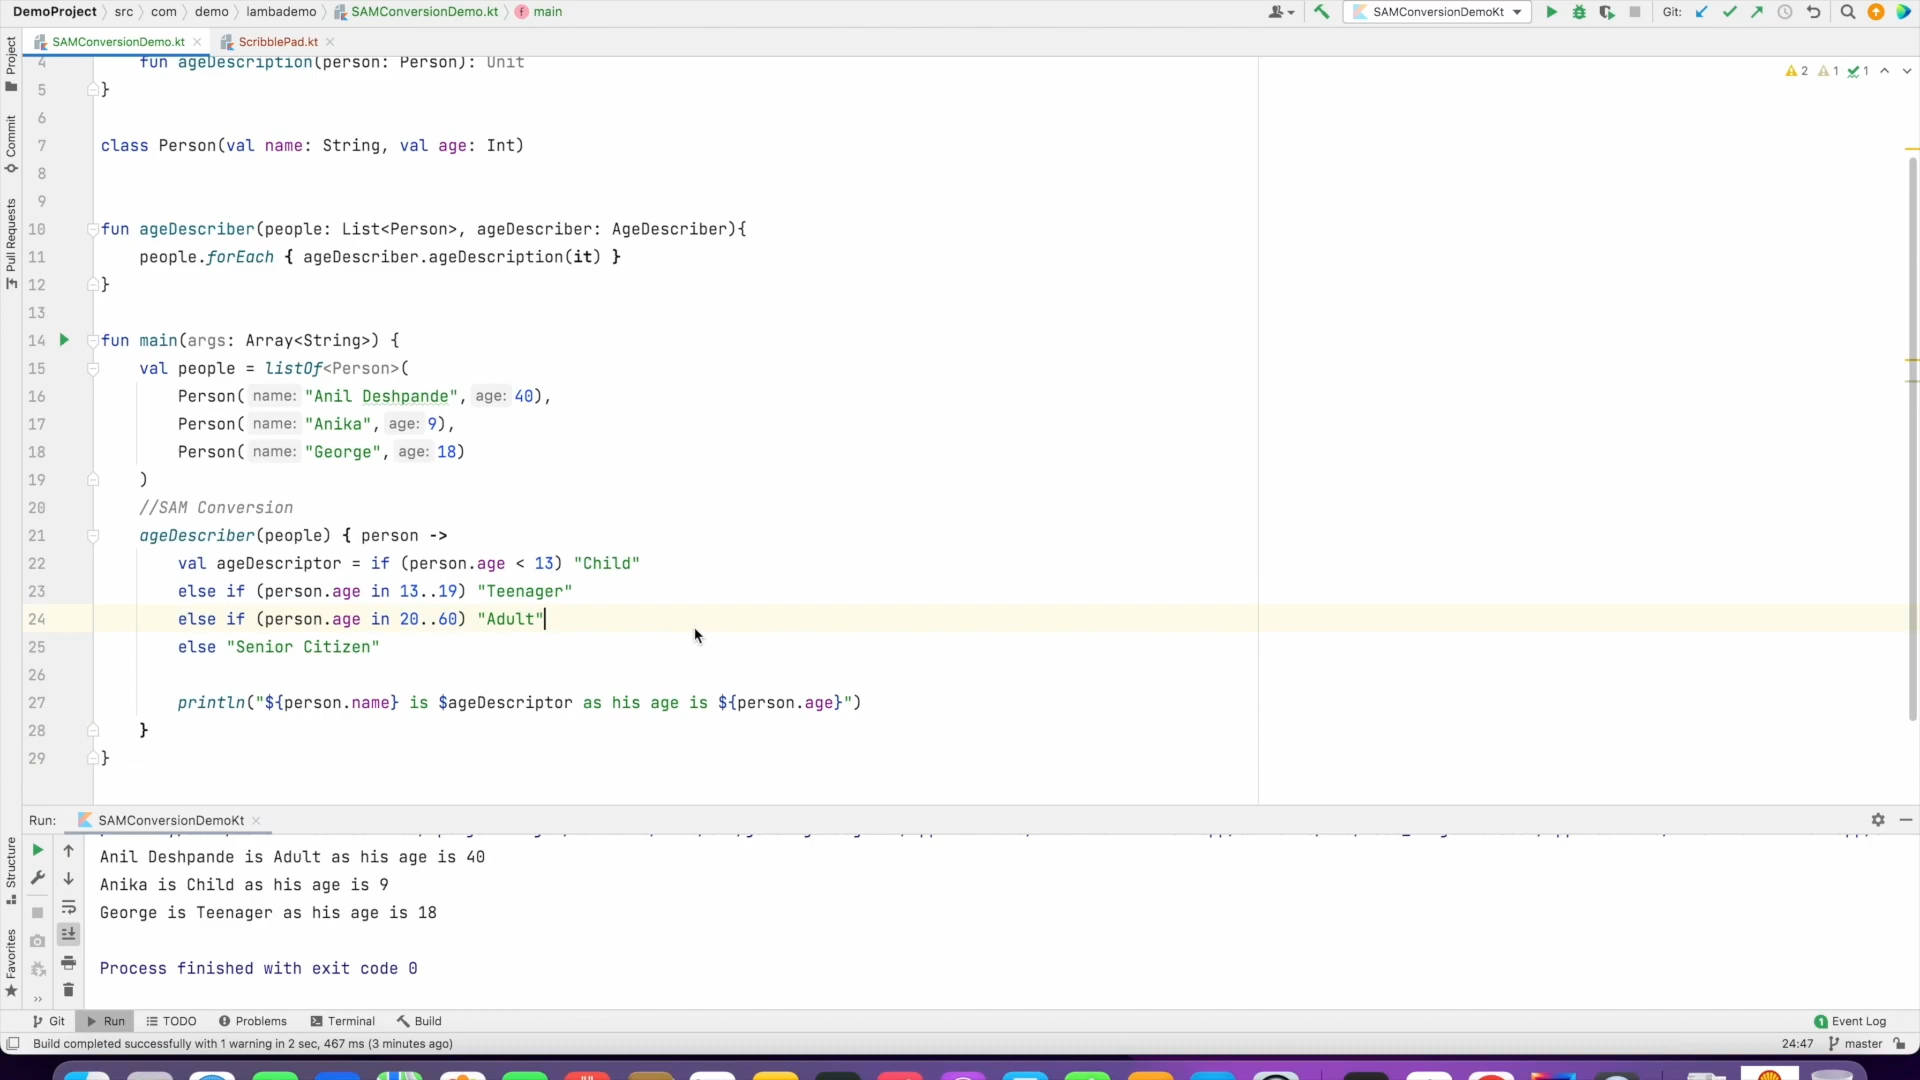 DemoProject › src › com › demo › lambademo › SAMConversionDemo.kt › main
SAMConversionDemoKt
Git:
SAMConversionDemo.kt ScribblePad.kt
Project
Commit
Pull Requests
2 1 1
4 fun ageDescription(person: Person): Unit
5 }
6
7 class Person(val name: String, val age: Int)
8
9
10 fun ageDescriber(people: List<Person>, ageDescriber: AgeDescriber){
11 people.forEach { ageDescriber.ageDescription(it) }
12 }
13
14 fun main(args: Array<String>) {
15 val people = listOf<Person>(
16 Person( name: "Anil Deshpande", age: 40),
17 Person( name: "Anika", age: 9),
18 Person( name: "George", age: 18)
19 )
20 //SAM Conversion
21 ageDescriber(people) { person ->
22 val ageDescriptor = if (person.age < 13) "Child"
23 else if (person.age in 13..19) "Teenager"
24 else if (person.age in 20..60) "Adult"
25 else "Senior Citizen"
26
27 println("${person.name} is $ageDescriptor as his age is ${person.age}")
28 }
29 }
Run: SAMConversionDemoKt
Structure
Favorites
Anil Deshpande is Adult as his age is 40
Anika is Child as his age is 9
George is Teenager as his age is 18
Process finished with exit code 0
Git Run TODO Problems Terminal Build
1 Event Log
Build completed successfully with 1 warning in 2 sec, 467 ms (3 minutes ago)
24:47 master